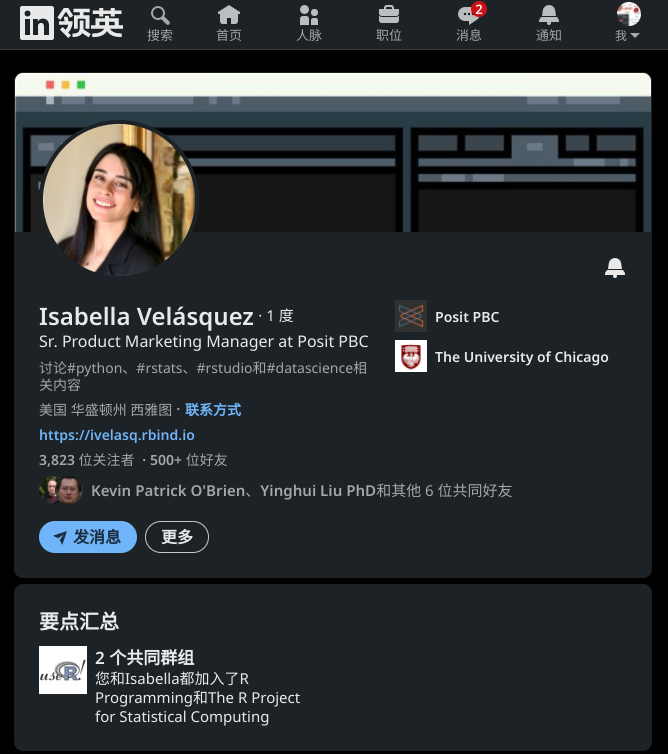 in 领英
搜索
首页
人脉
职位
2
消息
通知
我
Isabella Velásquez · 1 度
Sr. Product Marketing Manager at Posit PBC
讨论#python、#rstats、#rstudio和#datascience相
关内容
美国 华盛顿州 西雅图 · 联系方式
https://ivelasq.rbind.io
3,823 位关注者 · 500+ 位好友
Kevin Patrick O'Brien、Yinghui Liu PhD和其他 6 位共同好友
发消息
更多
Posit PBC
The University of Chicago
要点汇总
useR!
2 个共同群组
您和Isabella都加入了R
Programming和The R Project
for Statistical Computing